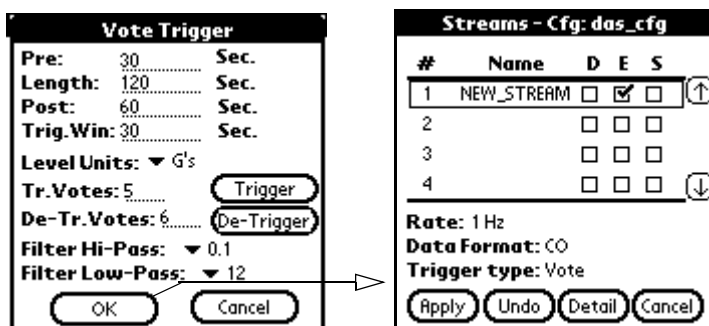 Vote Trigger
Pre: 30 Sec.
Length: 120 Sec.
Post: 60 Sec.
Trig.Win: 30 Sec.
Level Units: G's
Tr.Votes: 5 Trigger
De-Tr.Votes: 6 De-Trigger
Filter Hi-Pass: 0.1
Filter Low-Pass: 12
OK Cancel
Streams - Cfg: das_cfg
# Name D E S
1 NEW_STREAM
2
3
4
Rate: 1 Hz
Data Format: CO
Trigger type: Vote
Apply Undo Detail Cancel